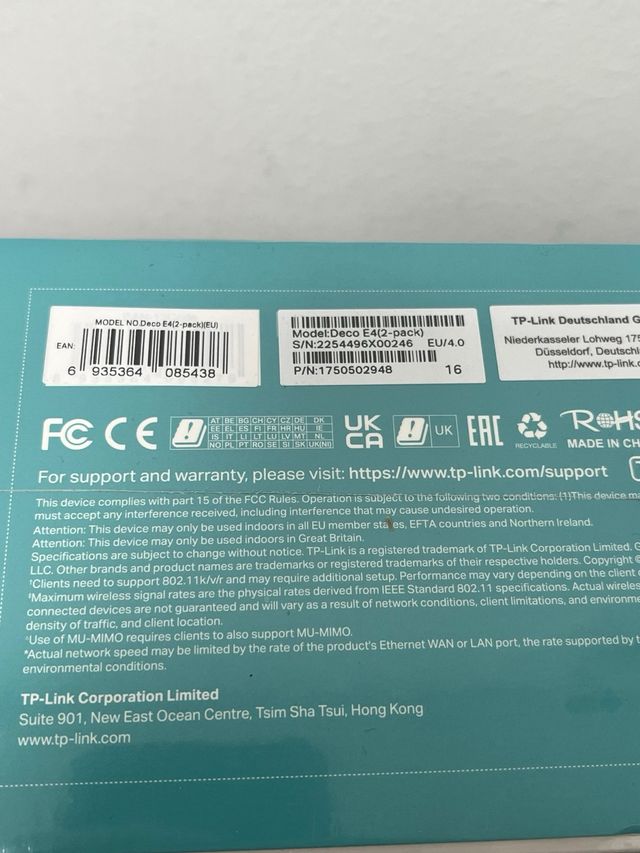 MODEL NO.Deco E4(2-pack)(EU)
EAN:
6 935364 085438
Model:Deco E4(2-pack)
S/N:2254496X00246 EU/4.0
P/N:1750502948 16
TP-Link Deutschland G
Niederkasseler Lohweg 175
Düsseldorf, Deutschl
http://www.tp-link.c
FC CE
AT BE BG CH CY CZ DE DK
EE EL ES FI FR HR HU IE
IS IT LI LT LU LV MT NL
NO PL PT RO SE SI SK UK(NI)
UK
CA
UK
EAC
RECYCLABLE
RoHS
MADE IN CH
For support and warranty, please visit: https://www.tp-link.com/support
This device complies with part 15 of the FCC Rules. Operation is subject to the following two conditions: (1)This device m
must accept any interference received, including interference that may cause undesired operation.
Attention: This device may only be used indoors in all EU member states, EFTA countries and Northern Ireland.
Attention: This device may only be used indoors in Great Britain.
Specifications are subject to change without notice. TP-Link is a registered trademark of TP-Link Corporation Limited.
LLC. Other brands and product names are trademarks or registered trademarks of their respective holders. Copyright ©
†Clients need to support 802.11k/v/r and may require additional setup. Performance may vary depending on the client
‡Maximum wireless signal rates are the physical rates derived from IEEE Standard 802.11 specifications. Actual wireles
connected devices are not guaranteed and will vary as a result of network conditions, client limitations, and environme
density of traffic, and client location.
Use of MU-MIMO requires clients to also support MU-MIMO.
*Actual network speed may be limited by the rate of the product's Ethernet WAN or LAN port, the rate supported by t
environmental conditions.
TP-Link Corporation Limited
Suite 901, New East Ocean Centre, Tsim Sha Tsui, Hong Kong
www.tp-link.com